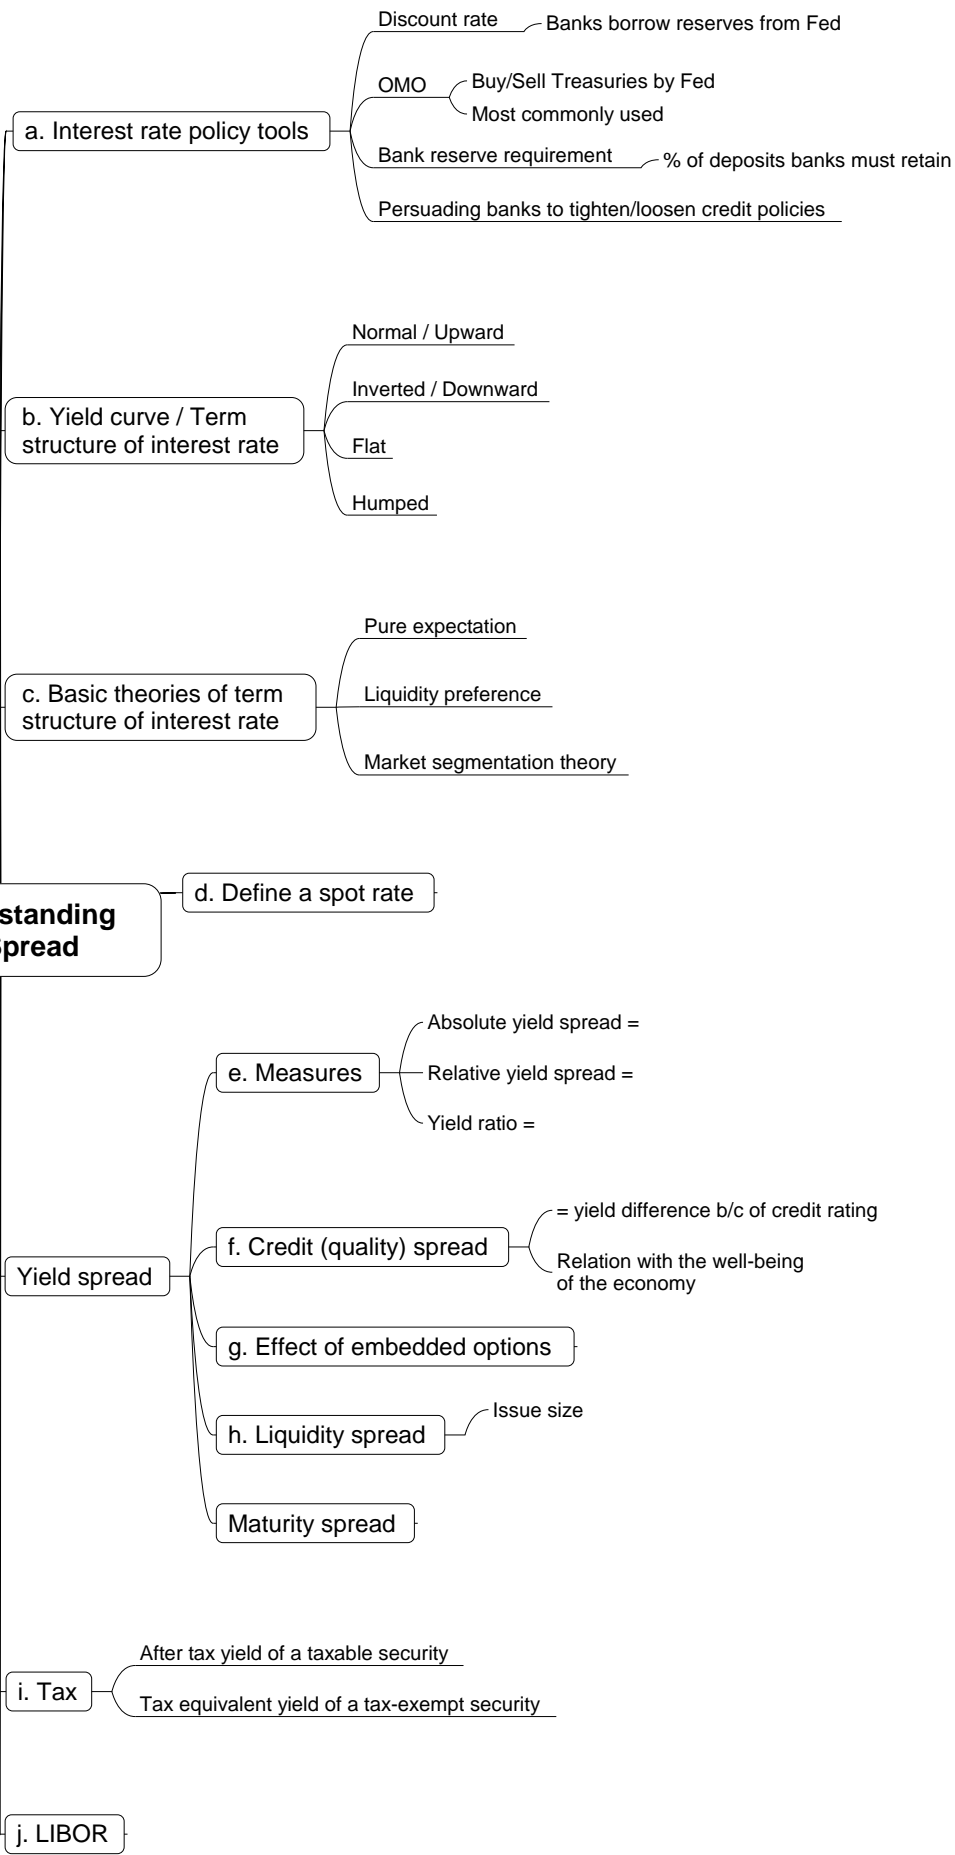 Discount rate
Banks borrow reserves from Fed
OMO
Buy/Sell Treasuries by Fed
Most commonly used
a. Interest rate policy tools
Bank reserve requirement
% of deposits banks must retain
Persuading banks to tighten/loosen credit policies
Normal / Upward
Inverted / Downward
b. Yield curve / Term
structure of interest rate
Flat
Humped
Pure expectation
c. Basic theories of term
structure of interest rate
Liquidity preference
Market segmentation theory
d. Define a spot rate
standing
pread
Absolute yield spread =
e. Measures
Relative yield spread =
Yield ratio =
= yield difference b/c of credit rating
f. Credit (quality) spread
Relation with the well-being
of the economy
Yield spread
g. Effect of embedded options
Issue size
h. Liquidity spread
Maturity spread
After tax yield of a taxable security
i. Tax
Tax equivalent yield of a tax-exempt security
j. LIBOR